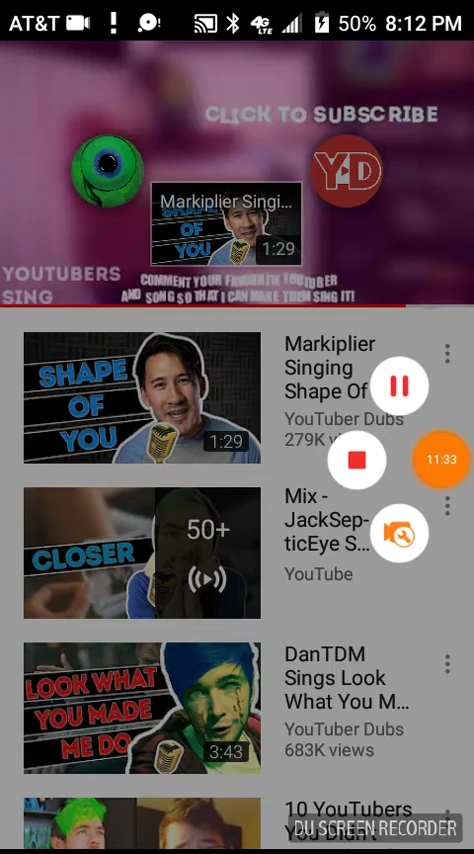 AT&T ! 4G LTE 50% 8:12 PM
CLICK TO SUBSCRIBE
Y-D
Markiplier Singi...
SHAPE
OF
YOU
1:29
YOUTUBERS
SING
COMMENT YOUR FAVOURITE YOUTUBER
AND SONG SO THAT I CAN MAKE THEM SING IT!
SHAPE
OF
YOU
1:29
Markiplier
Singing
Shape Of
YouTuber Dubs
279K
11:33
CLOSER
50+
Mix -
JackSep-
ticEye S...
YouTube
LOOK WHAT
YOU MADE
ME DO
3:43
DanTDM
Sings Look
What You M...
YouTuber Dubs
683K views
10 YouTubers
You Didn't
DU SCREEN RECORDER